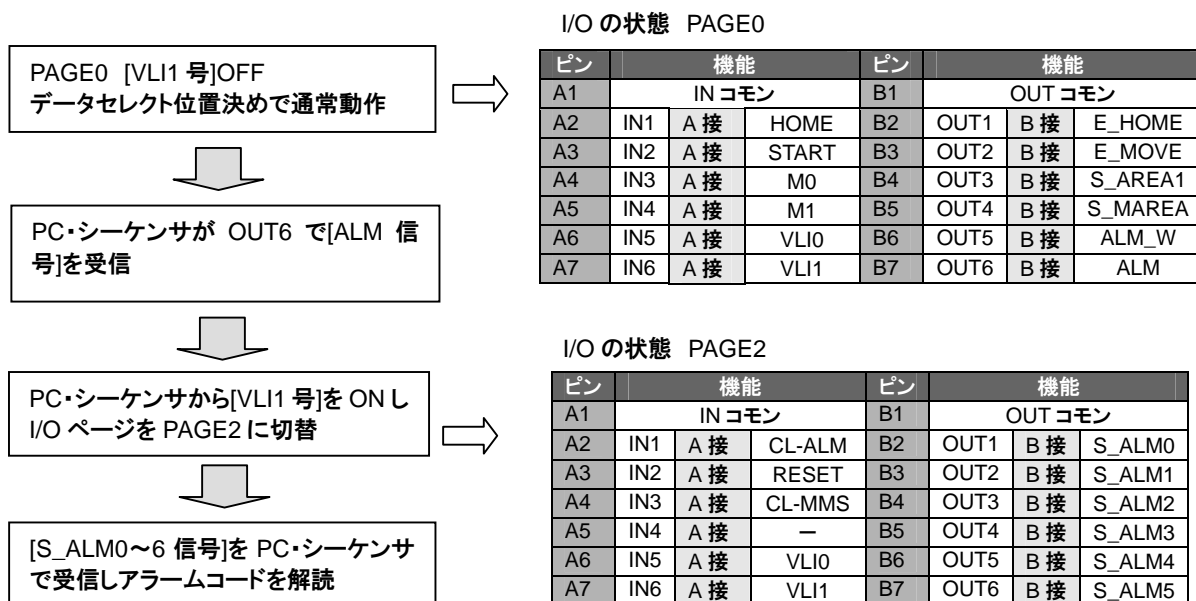 PAGE0 [VLI1 号]OFF
データセレクト位置決めで通常動作
PC・シーケンサが OUT6 で[ALM 信
号]を受信
PC・シーケンサから[VLI1 号]を ON し
I/O ページを PAGE2 に切替
[S_ALM0～6 信号]を PC・シーケンサ
で受信しアラームコードを解読
I/O の状態 PAGE0
ピン 機能 ピン 機能
A1 IN コモン B1 OUT コモン
A2 IN1 A 接 HOME B2 OUT1 B 接 E_HOME
A3 IN2 A 接 START B3 OUT2 B 接 E_MOVE
A4 IN3 A 接 M0 B4 OUT3 B 接 S_AREA1
A5 IN4 A 接 M1 B5 OUT4 B 接 S_MAREA
A6 IN5 A 接 VLI0 B6 OUT5 B 接 ALM_W
A7 IN6 A 接 VLI1 B7 OUT6 B 接 ALM
I/O の状態 PAGE2
ピン 機能 ピン 機能
A1 IN コモン B1 OUT コモン
A2 IN1 A 接 CL-ALM B2 OUT1 B 接 S_ALM0
A3 IN2 A 接 RESET B3 OUT2 B 接 S_ALM1
A4 IN3 A 接 CL-MMS B4 OUT3 B 接 S_ALM2
A5 IN4 A 接 － B5 OUT4 B 接 S_ALM3
A6 IN5 A 接 VLI0 B6 OUT5 B 接 S_ALM4
A7 IN6 A 接 VLI1 B7 OUT6 B 接 S_ALM5